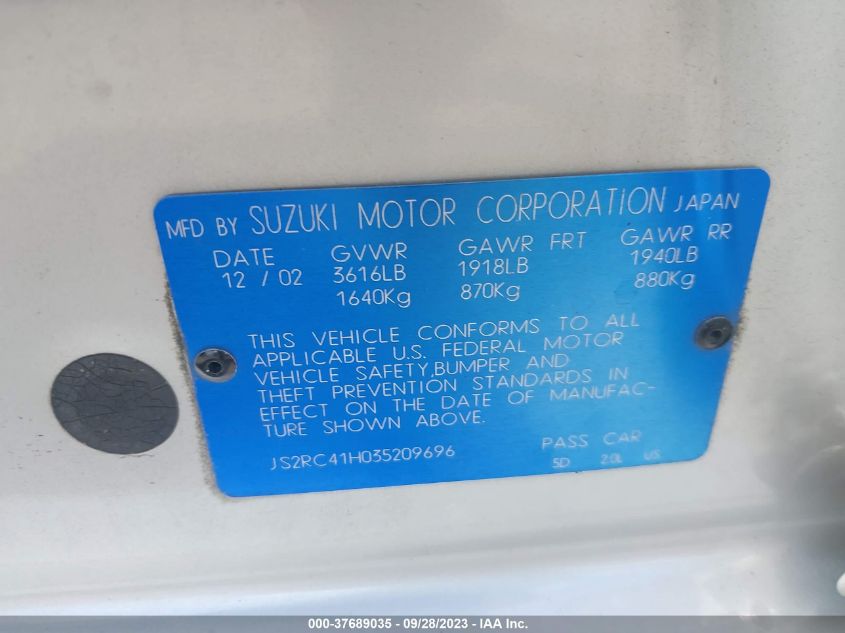 MFD BY SUZUKI MOTOR CORPORATION JAPAN
DATE GVWR GAWR FRT GAWR RR
12 / 02 3616LB 1918LB 1940LB
1640Kg 870Kg 880Kg
THIS VEHICLE CONFORMS TO ALL
APPLICABLE U.S. FEDERAL MOTOR
VEHICLE SAFETY,BUMPER AND
THEFT PREVENTION STANDARDS IN
EFFECT ON THE DATE OF MANUFAC-
TURE SHOWN ABOVE.
JS2RC41H035209696 PASS CAR
5D 2.0L US
000-37689035 - 09/28/2023 - IAA Inc.